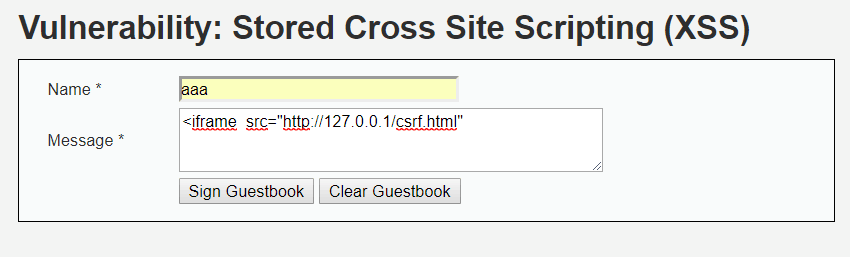 Vulnerability: Stored Cross Site Scripting (XSS)
Name *
aaa
Message *
<iframe src="http://127.0.0.1/csrf.html"
Sign Guestbook
Clear Guestbook